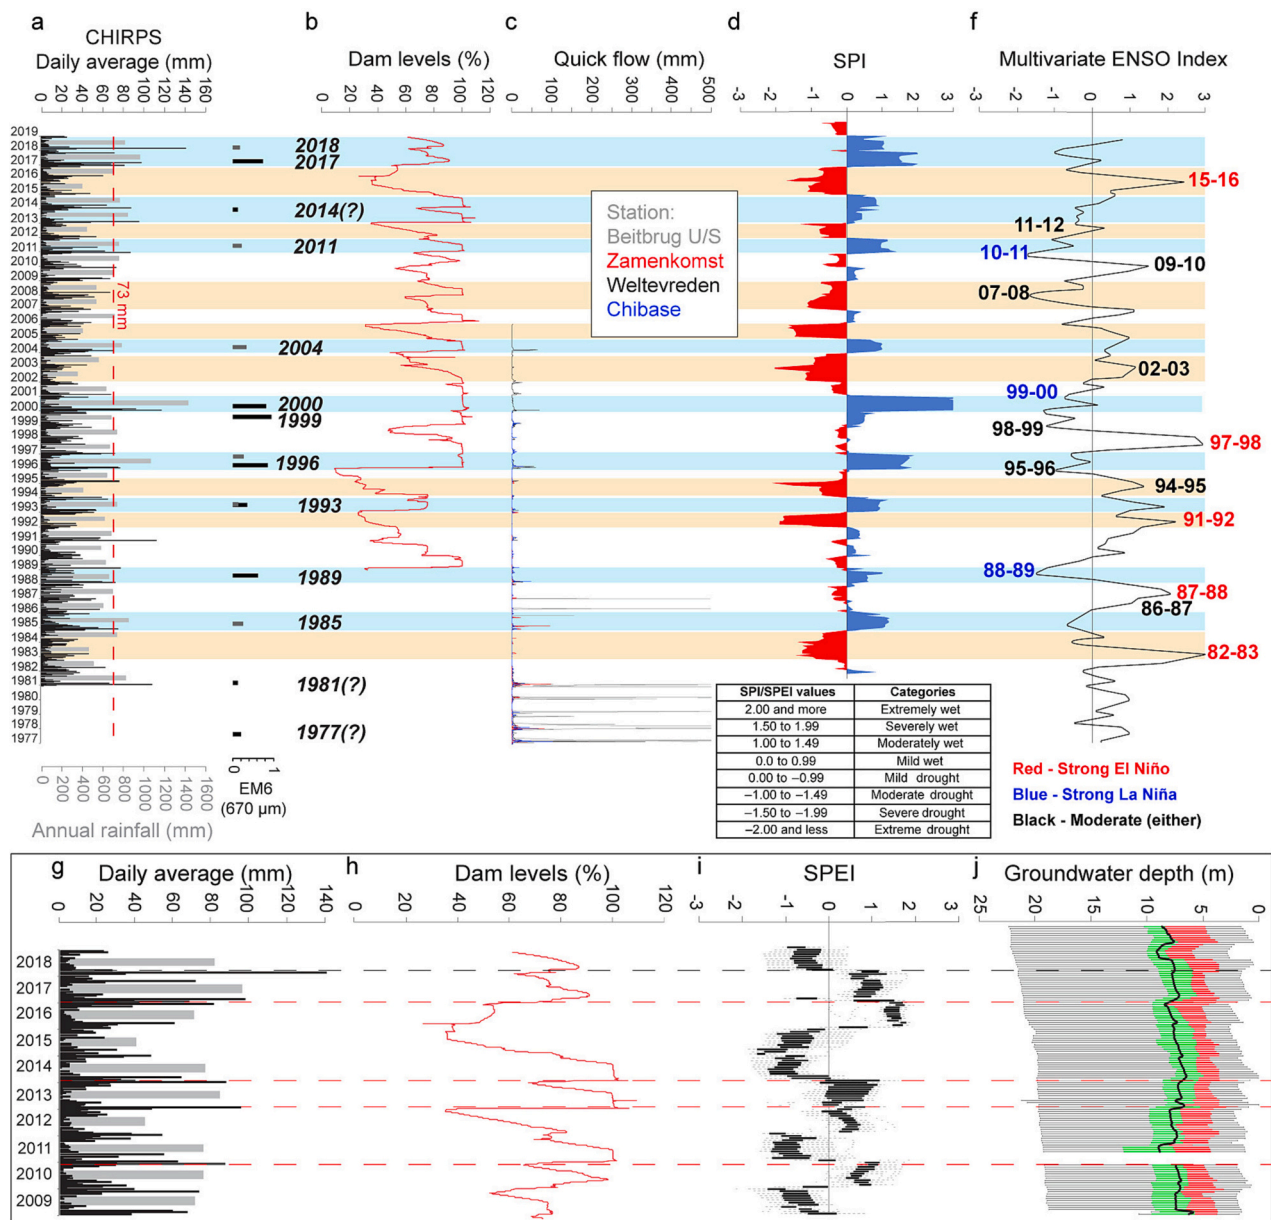 a
b
c
d
f
CHIRPS
Daily average (mm)
Dam levels (%)
Quick flow (mm)
SPI
Multivariate ENSO Index
0 20 40 60 80 100 120 140 160
0 20 40 60 80 100 120
0 100 200 300 400 500
-3 -2 -1 0 1 2 3
-3 -2 -1 0 1 2 3
2019
2018
2017
2016
2015
2014
2013
2012
2011
2010
2009
2008
2007
2006
2005
2004
2003
2002
2001
2000
1999
1998
1997
1996
1995
1994
1993
1992
1991
1990
1989
1988
1987
1986
1985
1984
1983
1982
1981
1980
1979
1978
1977
73 mm
2018
2017
2014(?)
2011
2004
2000
1999
1996
1993
1989
1985
1981(?)
1977(?)
Station:
Beitbrug U/S
Zamenkomst
Weltevreden
Chibase
15-16
11-12
10-11
09-10
07-08
02-03
99-00
98-99
97-98
95-96
94-95
91-92
88-89
87-88
86-87
82-83
0 200 400 600 800 1000 1200 1400 1600
Annual rainfall (mm)
0 1
EM6
(670 µm)
SPI/SPEI values Categories
2.00 and more Extremely wet
1.50 to 1.99 Severely wet
1.00 to 1.49 Moderately wet
0.0 to 0.99 Mild wet
0.00 to −0.99 Mild drought
−1.00 to −1.49 Moderate drought
−1.50 to −1.99 Severe drought
−2.00 and less Extreme drought
Red - Strong El Niño
Blue - Strong La Niña
Black - Moderate (either)
g
h
i
j
Daily average (mm)
Dam levels (%)
SPEI
Groundwater depth (m)
0 20 40 60 80 100 120 140
0 20 40 60 80 100 120
-3 -2 -1 0 1 2 3
25 20 15 10 5 0
2018
2017
2016
2015
2014
2013
2012
2011
2010
2009